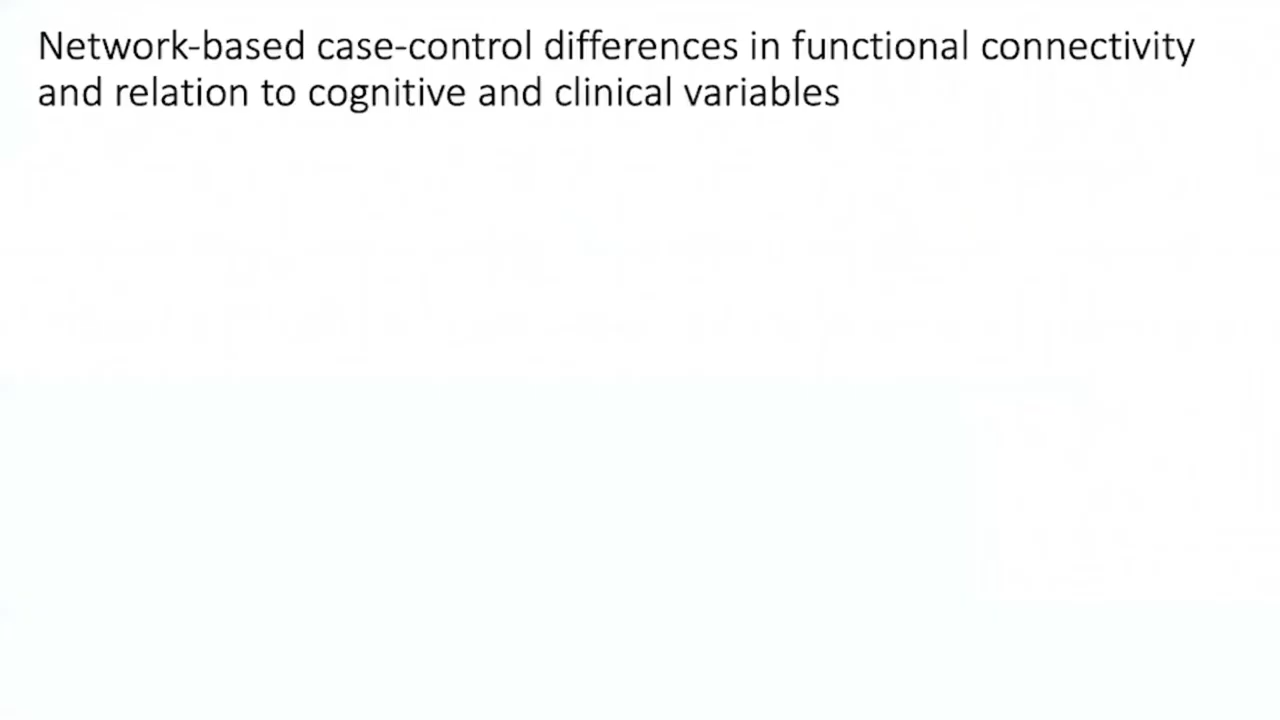 Network-based case-control differences in functional connectivity
and relation to cognitive and clinical variables